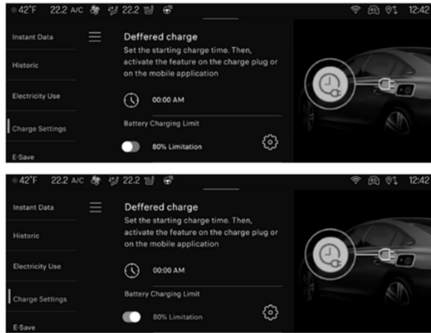 42°F 22.2 A/C 22.2 12:42
Instant Data
Deffered charge
Set the starting charge time. Then,
activate the feature on the charge plug or
on the mobile application
Historic
Electricity Use
00:00 AM
Charge Settings
Battery Charging Limit
80% Limitation
E-Save
42°F 22.2 A/C 22.2 12:42
Instant Data
Deffered charge
Set the starting charge time. Then,
activate the feature on the charge plug or
on the mobile application
Historic
Electricity Use
00:00 AM
Charge Settings
Battery Charging Limit
80% Limitation
E-Save